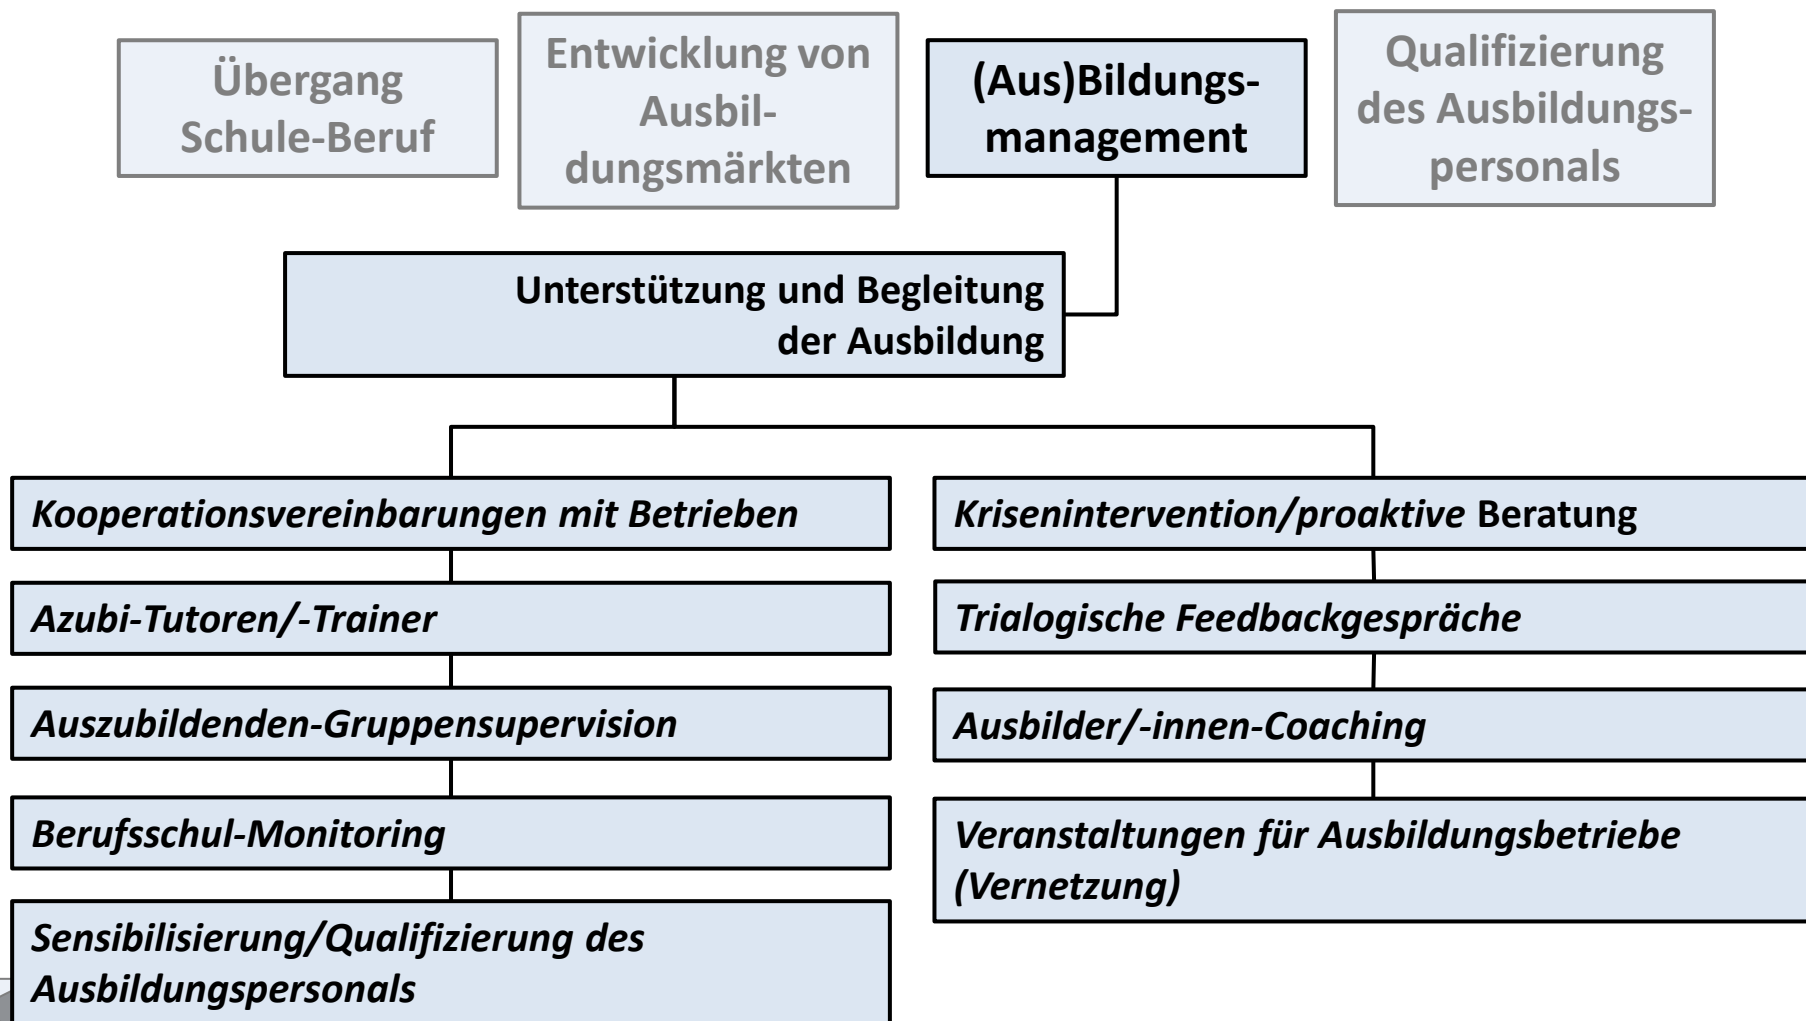 Übergang
Schule-Beruf
Entwicklung von
Ausbil-
dungsmärkten
(Aus)Bildungs-
management
Qualifizierung
des Ausbildungs-
personals
Unterstützung und Begleitung
der Ausbildung
Kooperationsvereinbarungen mit Betrieben
Azubi-Tutoren/-Trainer
Auszubildenden-Gruppensupervision
Berufsschul-Monitoring
Sensibilisierung/Qualifizierung des
Ausbildungspersonals
Krisenintervention/proaktive Beratung
Trialogische Feedbackgespräche
Ausbilder/-innen-Coaching
Veranstaltungen für Ausbildungsbetriebe
(Vernetzung)